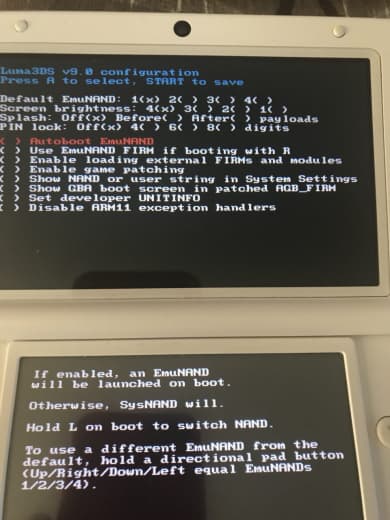 Luma3DS v9.0 configuration
Press A to select, START to save
Default EmuNAND: 1(x) 2( ) 3( ) 4( )
Screen brightness: 4(x) 3( ) 2( ) 1( )
Splash: Off(x) Before( ) After( ) payloads
PIN lock: Off(x) 4( ) 6( ) 8( ) digits
( ) Autoboot EmuNAND
( ) Use EmuNAND FIRM if booting with R
( ) Enable loading external FIRMs and modules
( ) Enable game patching
( ) Show NAND or user string in System Settings
( ) Show GBA boot screen in patched AGB_FIRM
( ) Set developer UNITINFO
( ) Disable ARM11 exception handlers
If enabled, an EmuNAND
will be launched on boot.
Otherwise, SysNAND will.
Hold L on boot to switch NAND.
To use a different EmuNAND from the
default, hold a directional pad button
(Up/Right/Down/Left equal EmuNANDs
1/2/3/4).